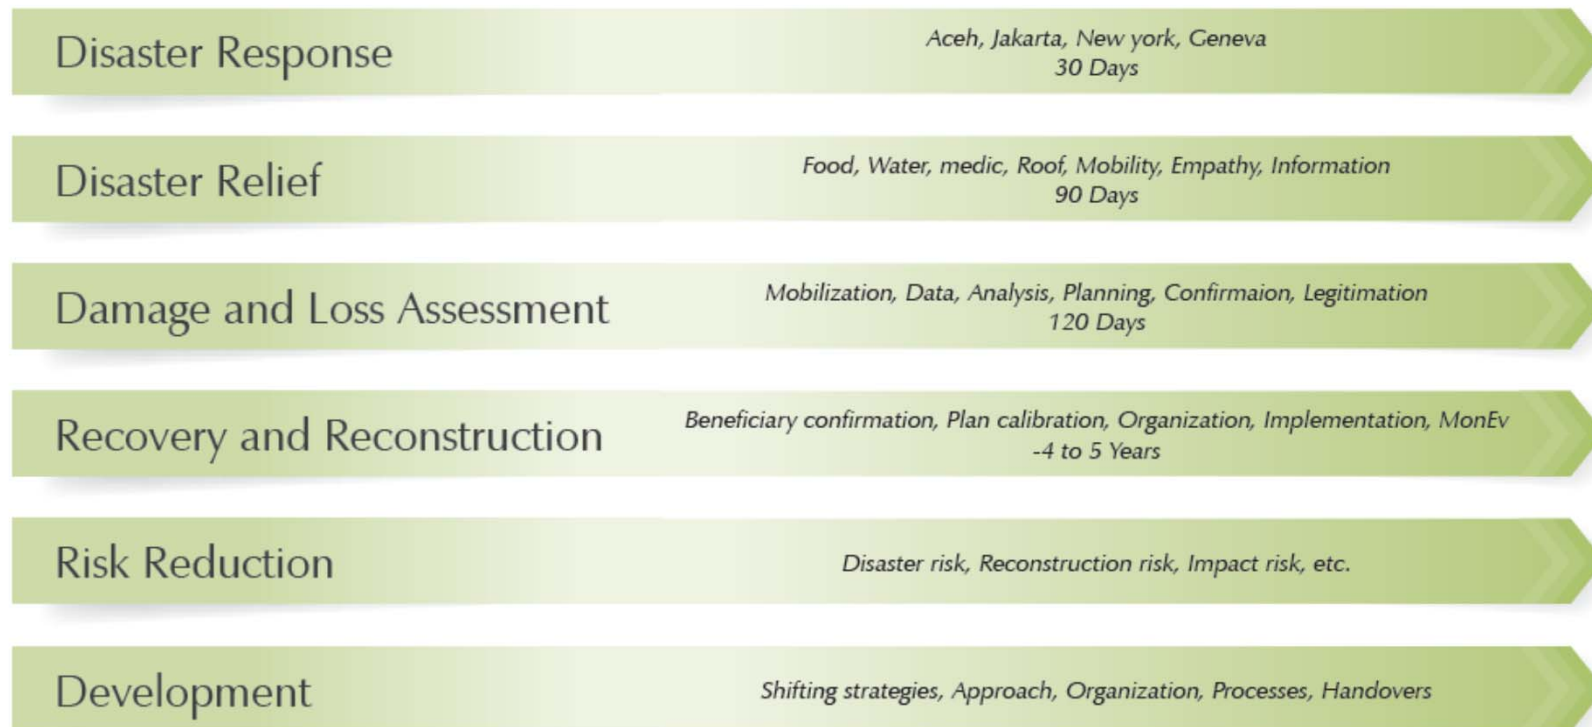 Disaster Response
Aceh, Jakarta, New york, Geneva
30 Days
Disaster Relief
Food, Water, medic, Roof, Mobility, Empathy, Information
90 Days
Damage and Loss Assessment
Mobilization, Data, Analysis, Planning, Confirmaion, Legitimation
120 Days
Recovery and Reconstruction
Beneficiary confirmation, Plan calibration, Organization, Implementation, MonEv
-4 to 5 Years
Risk Reduction
Disaster risk, Reconstruction risk, Impact risk, etc.
Development
Shifting strategies, Approach, Organization, Processes, Handovers